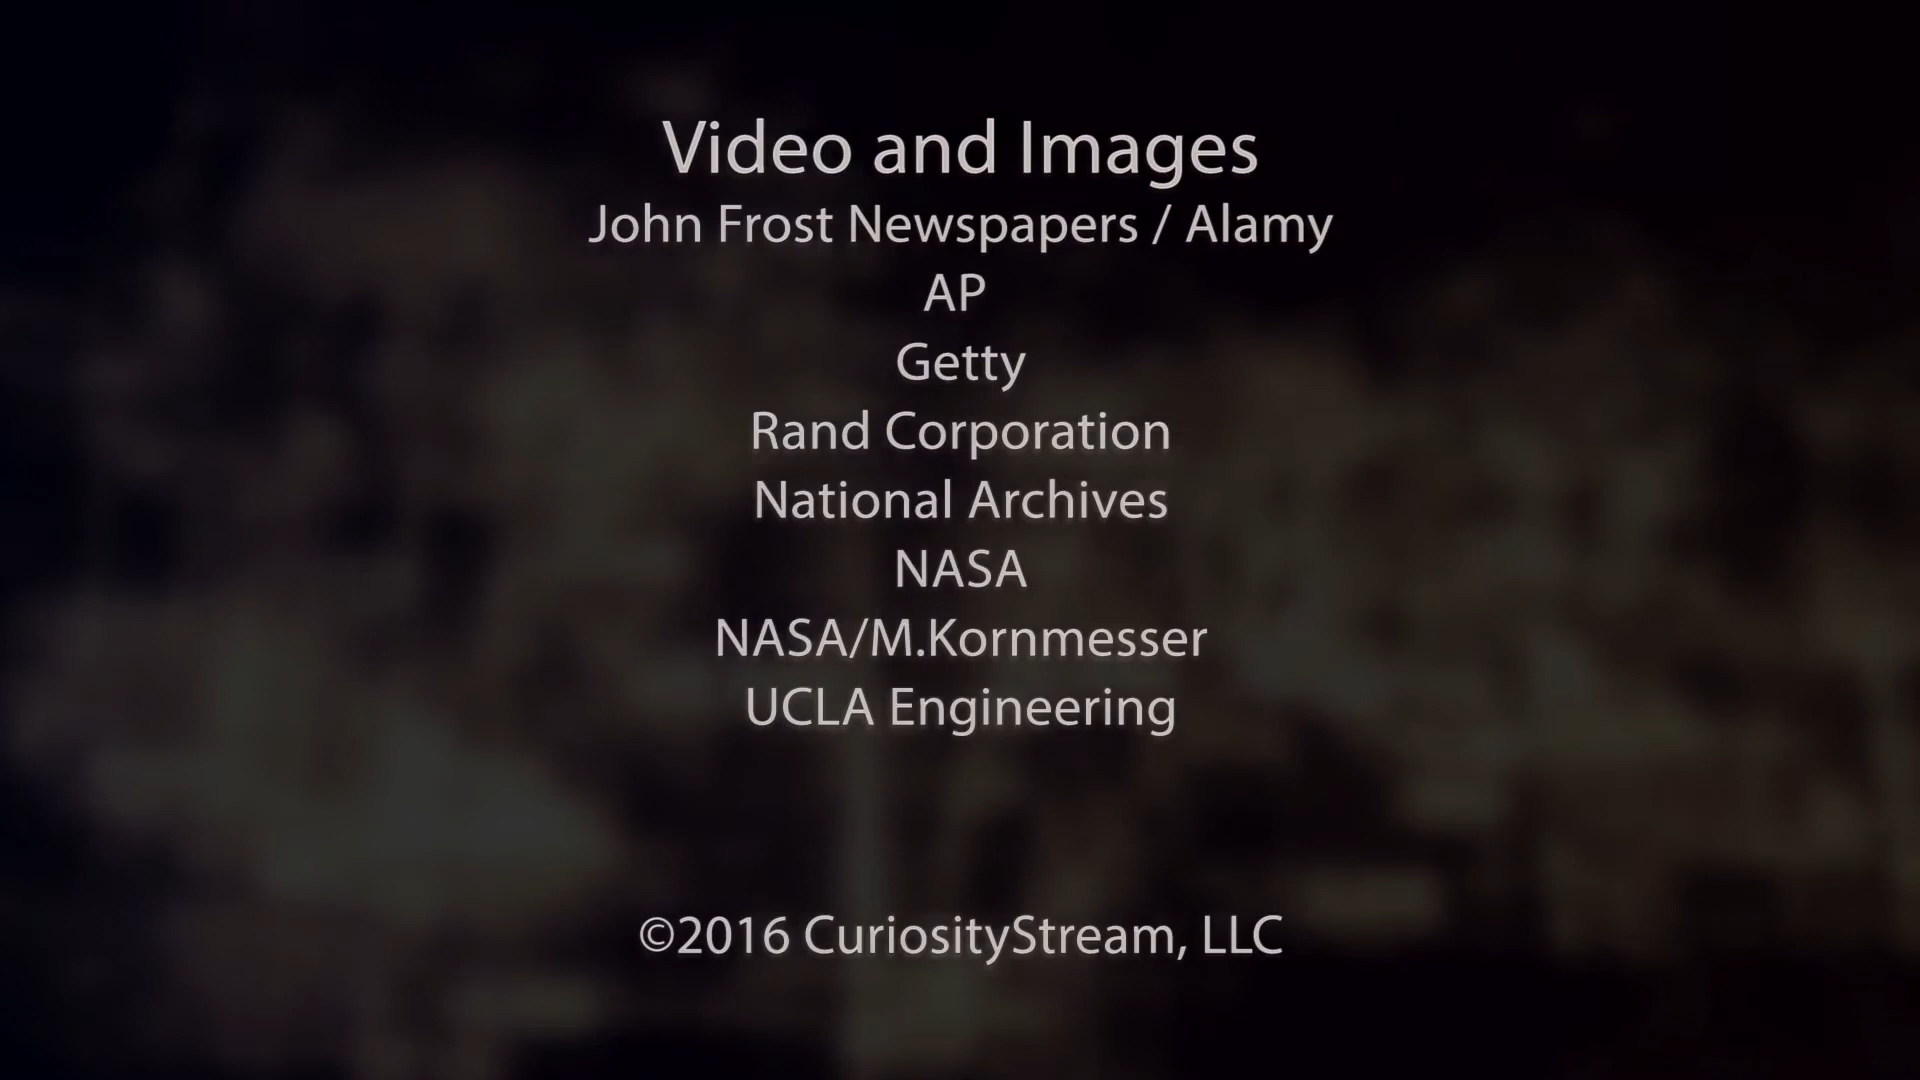 Video and Images
John Frost Newspapers / Alamy
AP
Getty
Rand Corporation
National Archives
NASA
NASA/M.Kornmesser
UCLA Engineering
©2016 CuriosityStream, LLC